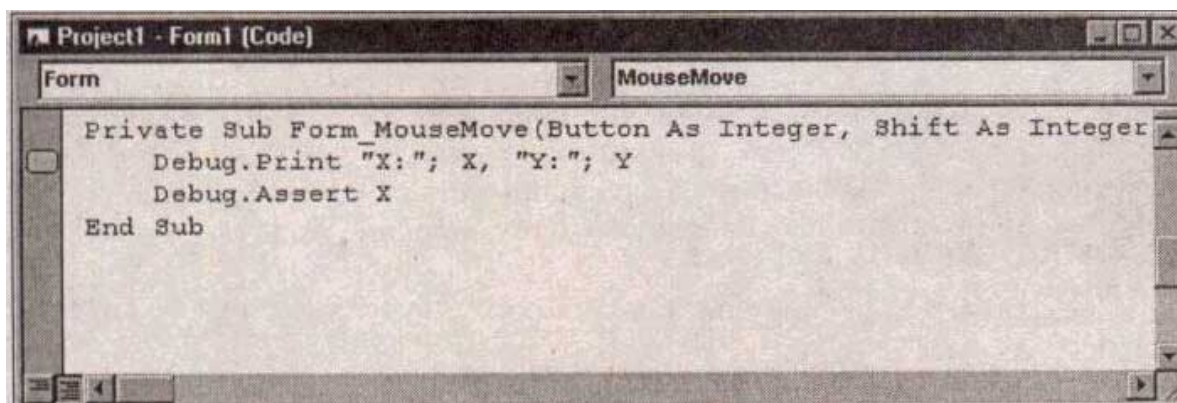 Project1 - Form1 (Code)
Form MouseMove
Private Sub Form_MouseMove(Button As Integer, Shift As Integer
Debug.Print "X:"; X, "Y:"; Y
Debug.Assert X
End Sub